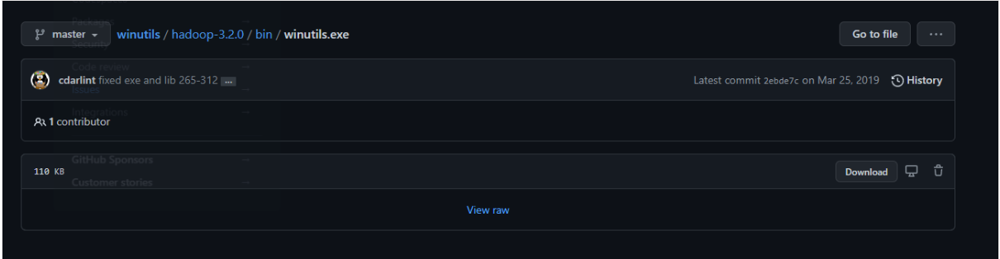 Packages →
master winutils / hadoop-3.2.0 / bin / winutils.exe Go to file ...
Security →
Code review →
cdarlint fixed exe and lib 265-312 ... Latest commit 2ebde7c on Mar 25, 2019 History
Issues →
Integrations →
1 contributor
GitHub Sponsors →
110 KB Download
Customer stories →
View raw